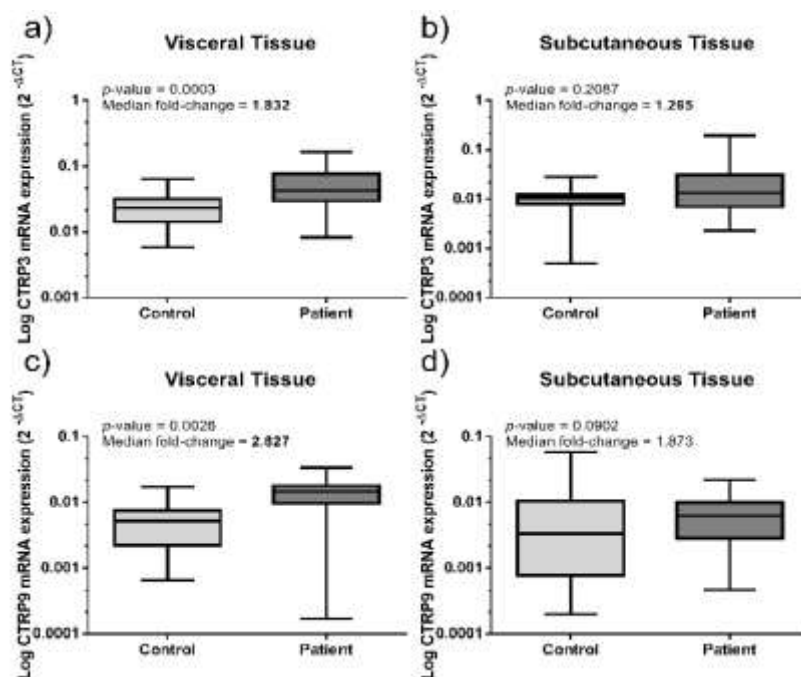 a)
Visceral Tissue
p-value = 0.0003
Median fold-change = 1.832
Log CTRP3 mRNA expression (2 -ΔCT)
1
0.1
0.01
0.001
Control
Patient
b)
Subcutaneous Tissue
p-value = 0.2087
Median fold-change = 1.265
Log CTRP3 mRNA expression (2 -ΔCT)
1
0.1
0.01
0.001
0.0001
Control
Patient
c)
Visceral Tissue
p-value = 0.0026
Median fold-change = 2.827
Log CTRP9 mRNA expression (2 -ΔCT)
0.1
0.01
0.001
0.0001
Control
Patient
d)
Subcutaneous Tissue
p-value = 0.0902
Median fold-change = 1.873
Log CTRP9 mRNA expression (2 -ΔCT)
0.1
0.01
0.001
0.0001
Control
Patient